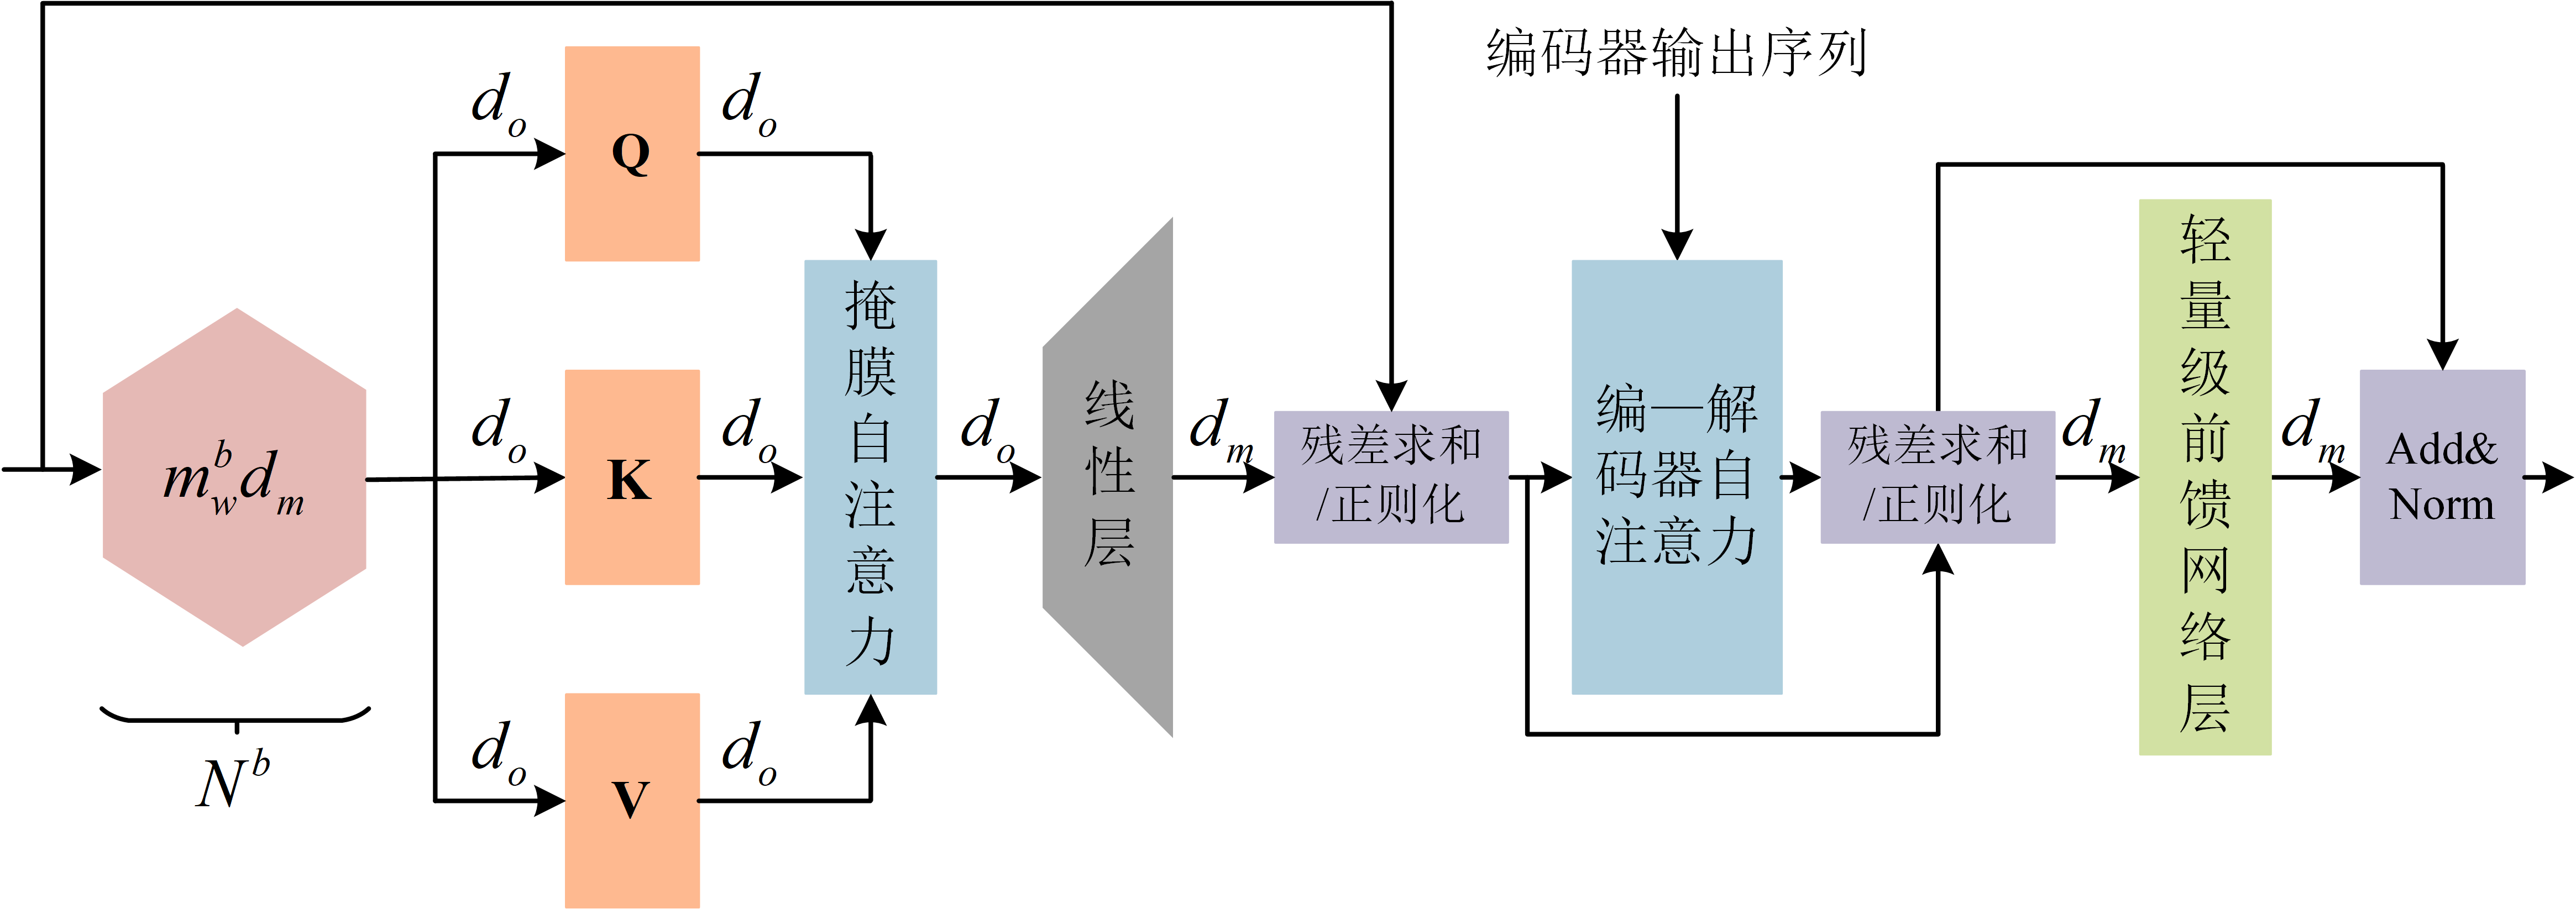 编码器输出序列
d_o
Q
d_o
m_w^b d_m
N^b
d_o
K
d_o
d_o
V
d_o
掩膜自注意力
d_o
线性层
d_m
残差求和
/正则化
编—解
码器自
注意力
残差求和
/正则化
d_m
轻量级前馈网络层
d_m
Add&
Norm